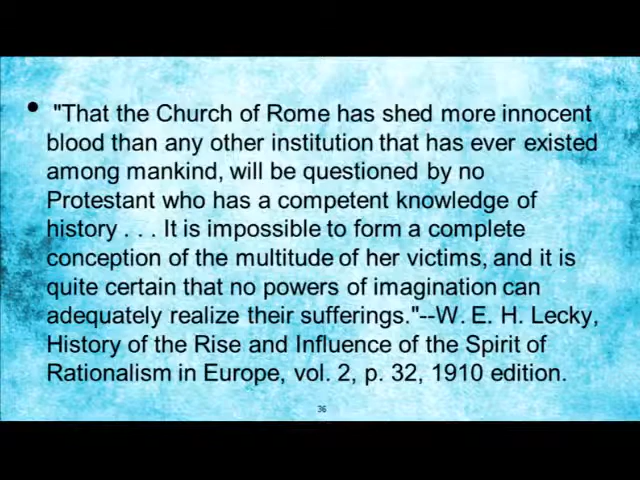 • "That the Church of Rome has shed more innocent
blood than any other institution that has ever existed
among mankind, will be questioned by no
Protestant who has a competent knowledge of
history . . . It is impossible to form a complete
conception of the multitude of her victims, and it is
quite certain that no powers of imagination can
adequately realize their sufferings."--W. E. H. Lecky,
History of the Rise and Influence of the Spirit of
Rationalism in Europe, vol. 2, p. 32, 1910 edition.
36